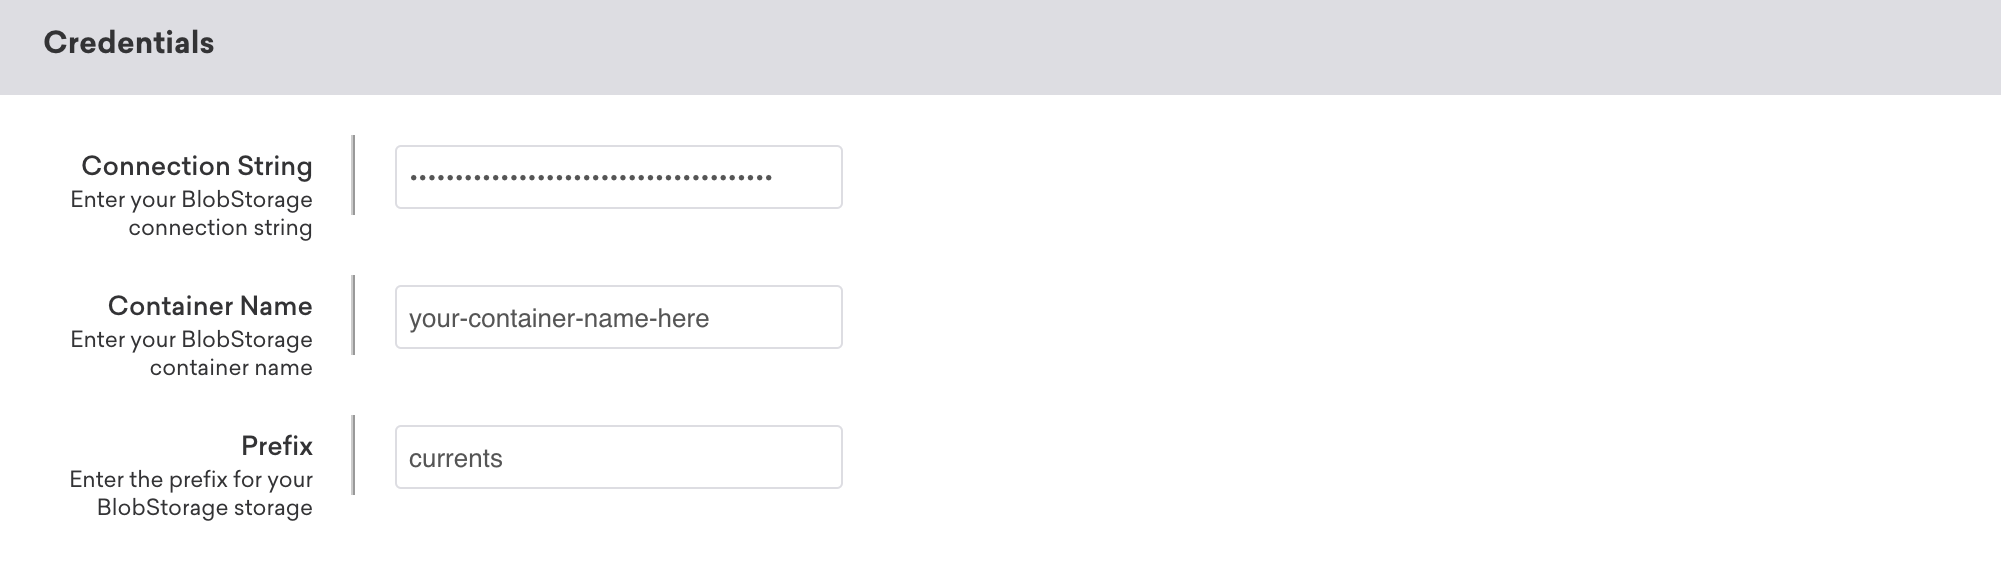 Credentials
Connection String
Enter your BlobStorage
connection string
••••••••••••••••••••••••••••••••••••••••
Container Name
Enter your BlobStorage
container name
your-container-name-here
Prefix
Enter the prefix for your
BlobStorage storage
currents